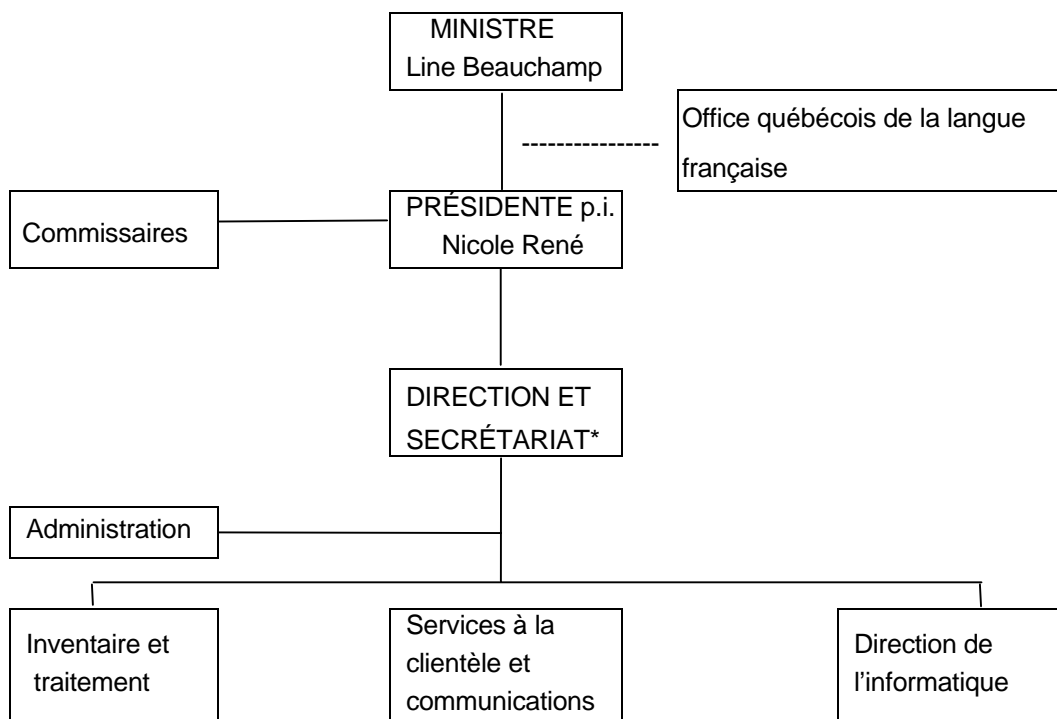 MINISTRE
Line Beauchamp
Office québécois de la langue
française
----------------
PRÉSIDENTE p.i.
Nicole René
Commissaires
DIRECTION ET
SECRÉTARIAT*
Administration
Inventaire et
traitement
Services à la
clientèle et
communications
Direction de
l'informatique